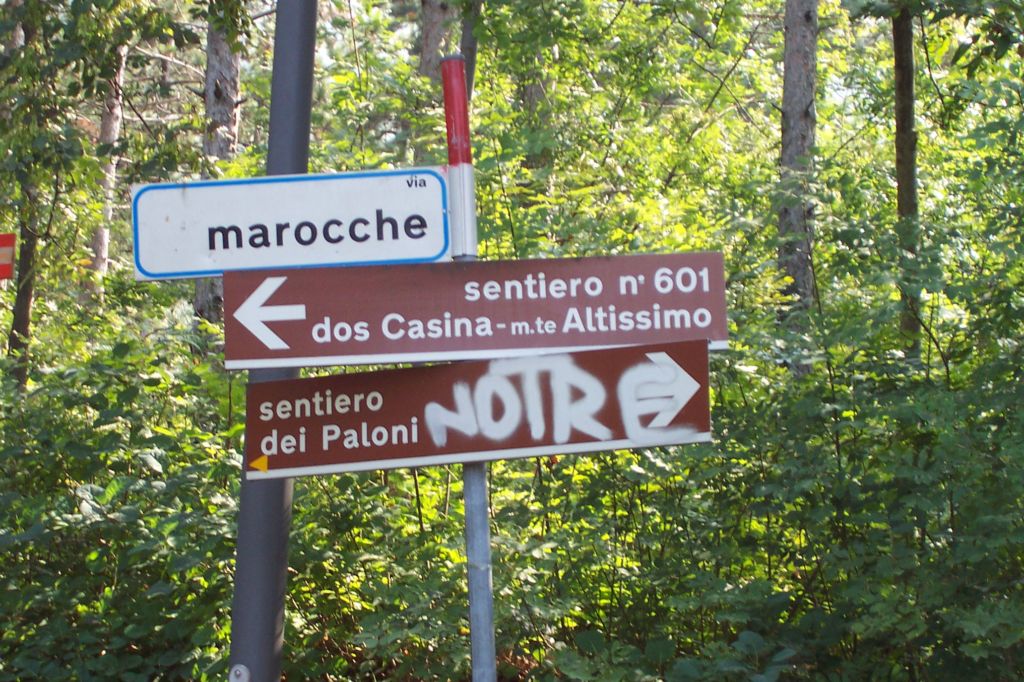 via
marocche
sentiero n° 601
dos Casina - m.te Altissimo
sentiero
dei Paloni
NOTRE